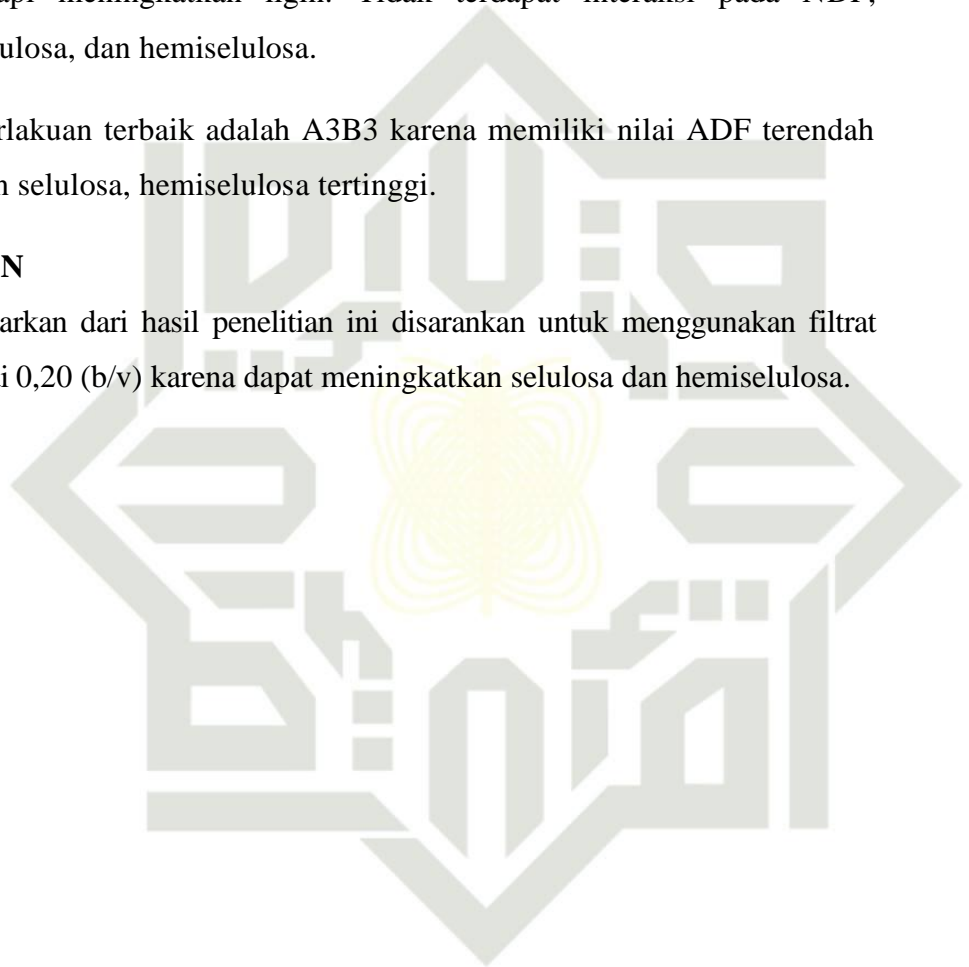 meningkatkan lignin. Tidak terdapat interaksi pada NDF,
ulosa, dan hemiselulosa.
rlakuan terbaik adalah A3B3 karena memiliki nilai ADF terendah
n selulosa, hemiselulosa tertinggi.
N
arkan dari hasil penelitian ini disarankan untuk menggunakan filtrat
i 0,20 (b/v) karena dapat meningkatkan selulosa dan hemiselulosa.